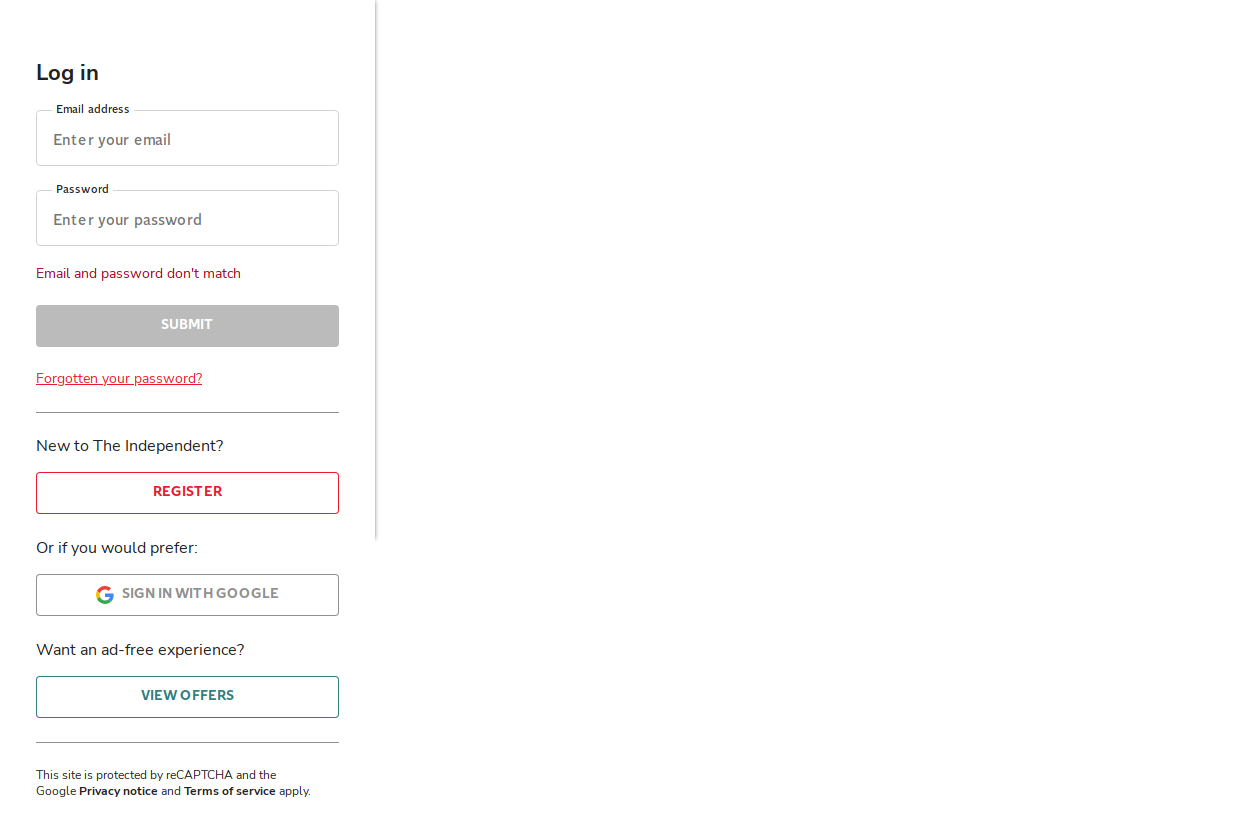 Log in
Email address
Enter your email
Password
Enter your password
Email and password don't match
SUBMIT
Forgotten your password?
New to The Independent?
REGISTER
Or if you would prefer:
SIGN IN WITH GOOGLE
Want an ad-free experience?
VIEW OFFERS
This site is protected by reCAPTCHA and the
Google Privacy notice and Terms of service apply.